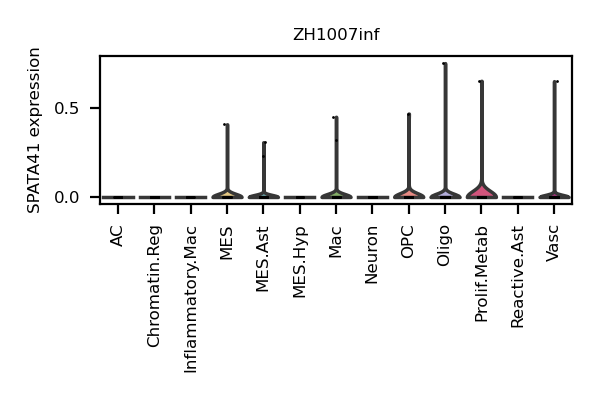 ZH1007inf
SPATA41 expression
0.5
0.0
AC
Chromatin.Reg
Inflammatory.Mac
MES
MES.Ast
MES.Hyp
Mac
Neuron
OPC
Oligo
Prolif.Metab
Reactive.Ast
Vasc